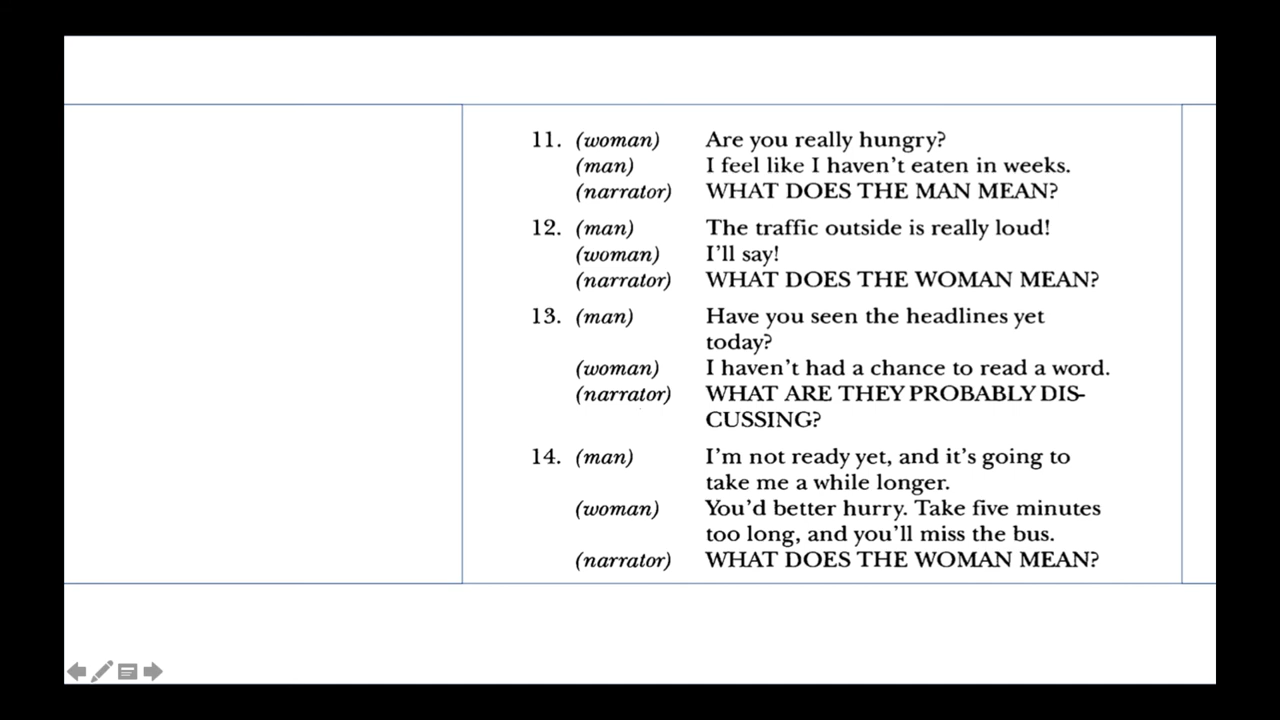 11. (woman) Are you really hungry?
(man) I feel like I haven't eaten in weeks.
(narrator) WHAT DOES THE MAN MEAN?
12. (man) The traffic outside is really loud!
(woman) I'll say!
(narrator) WHAT DOES THE WOMAN MEAN?
13. (man) Have you seen the headlines yet
today?
(woman) I haven't had a chance to read a word.
(narrator) WHAT ARE THEY PROBABLY DIS-
CUSSING?
14. (man) I'm not ready yet, and it's going to
take me a while longer.
(woman) You'd better hurry. Take five minutes
too long, and you'll miss the bus.
(narrator) WHAT DOES THE WOMAN MEAN?